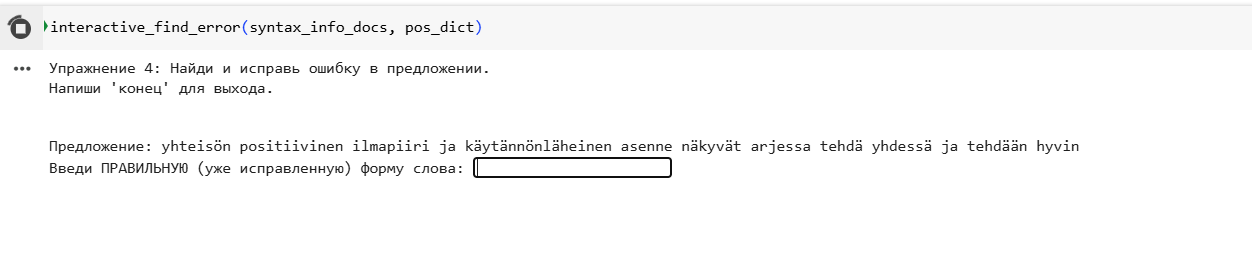 interactive_find_error(syntax_info_docs, pos_dict)
Упражнение 4: Найди и исправь ошибку в предложении.
Напиши 'конец' для выхода.
Предложение: yhteisön positiivinen ilmapiiri ja käytännönläheinen asenne näkyvät arjessa tehdä yhdessä ja tehdään hyvin
Введи ПРАВИЛЬНУЮ (уже исправленную) форму слова: